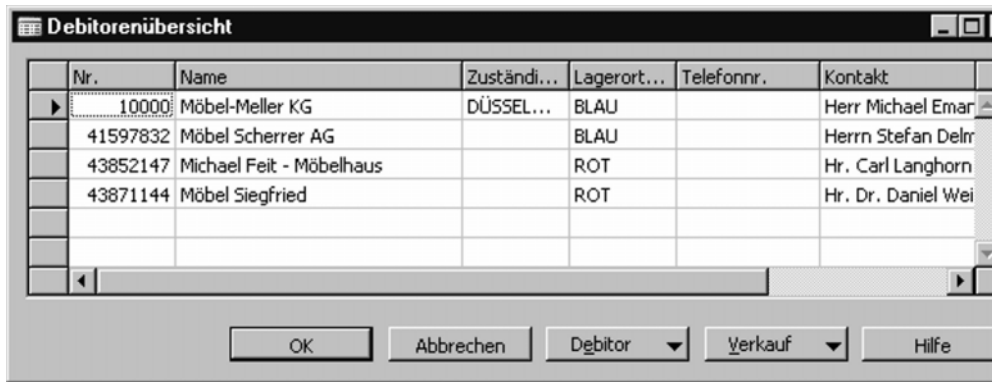 Debitorenübersicht
Nr. Name Zuständi... Lagerort... Telefonnr. Kontakt
10000 Möbel-Meller KG DÜSSEL... BLAU Herr Michael Emar
41597832 Möbel Scherrer AG BLAU Herrn Stefan Delm
43852147 Michael Feit - Möbelhaus ROT Hr. Carl Langhorn
43871144 Möbel Siegfried ROT Hr. Dr. Daniel Wei
OK Abbrechen Debitor Verkauf Hilfe